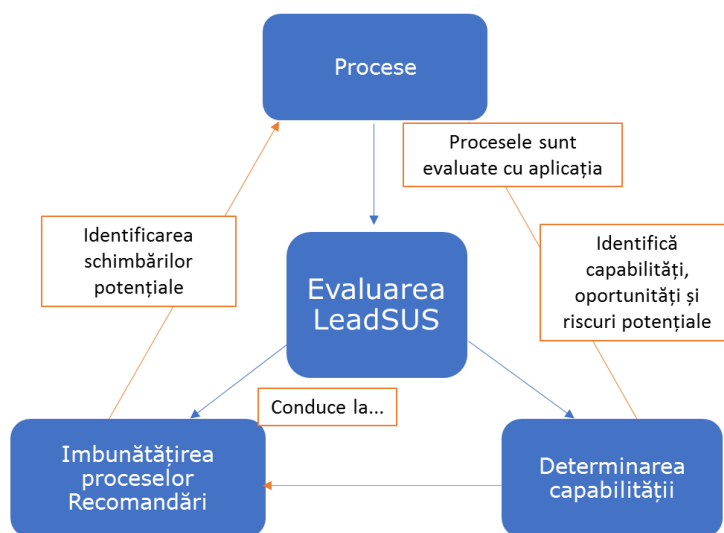 Procese
Procesele sunt
evaluate cu aplicația
Identificarea
schimbărilor
potențiale
Identifică
capabilități,
oportunități și
riscuri potențiale
Evaluarea
LeadSUS
Conduce la...
Imbunătățirea
proceselor
Recomandări
Determinarea
capabilității